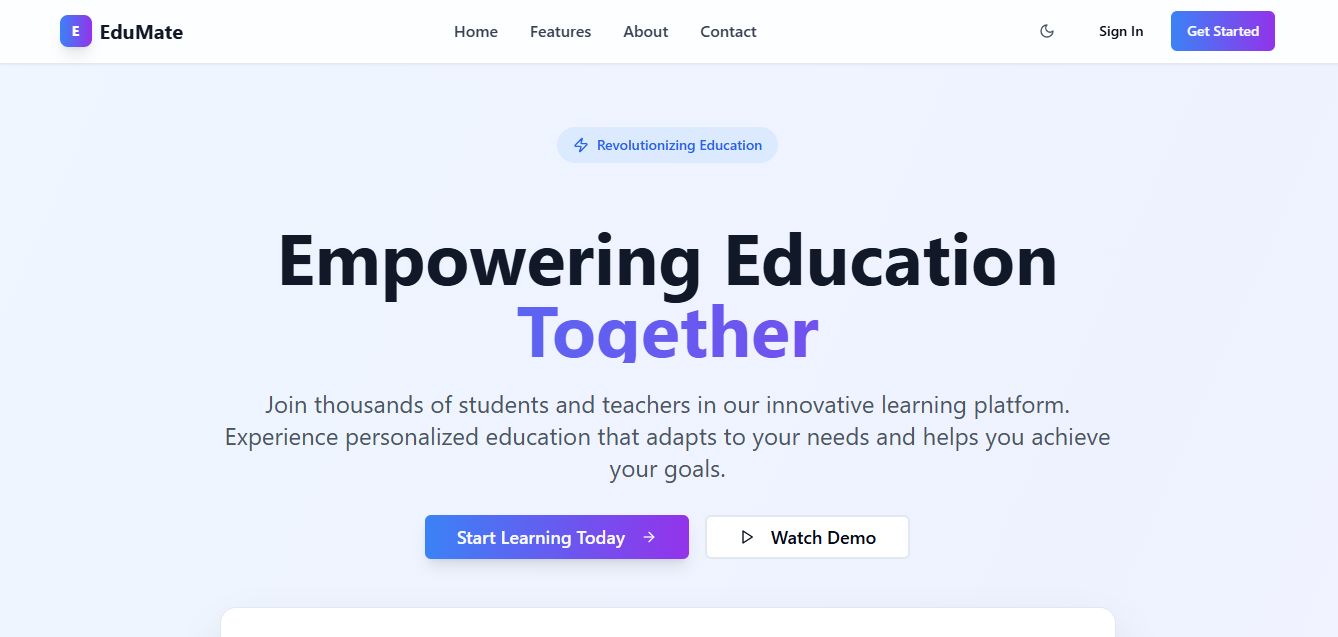 E EduMate Home Features About Contact Sign In Get Started
Revolutionizing Education
Empowering Education
Together
Join thousands of students and teachers in our innovative learning platform.
Experience personalized education that adapts to your needs and helps you achieve
your goals.
Start Learning Today Watch Demo